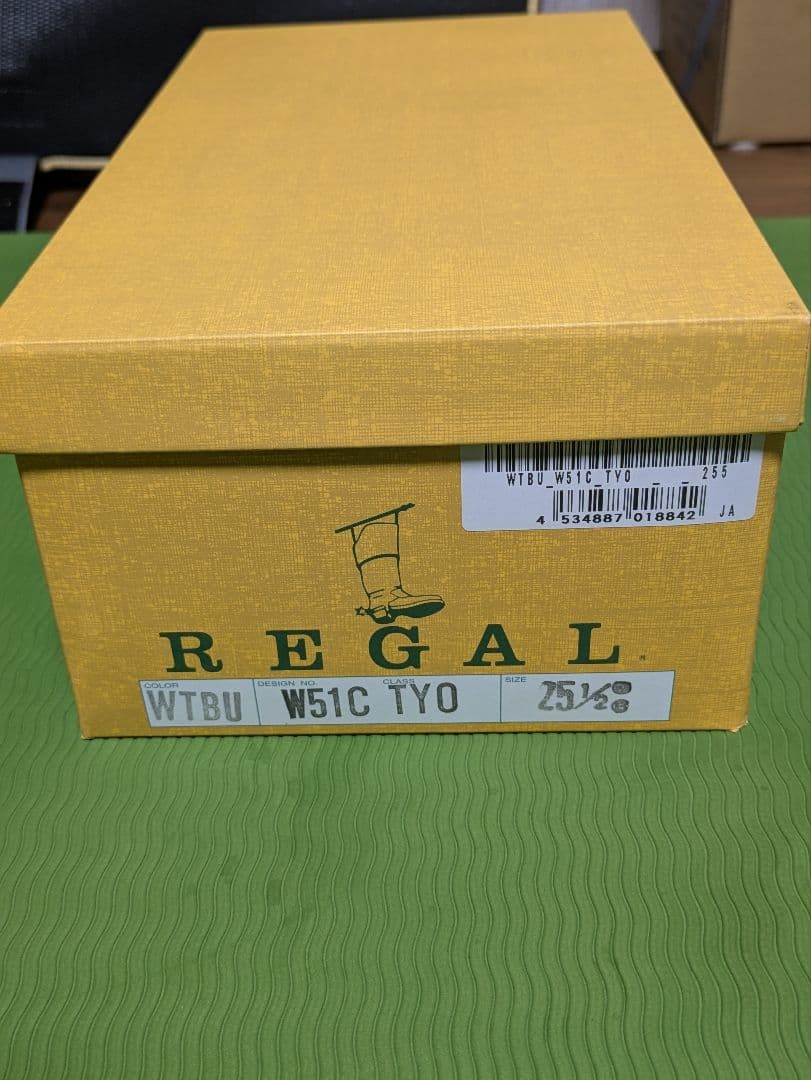 WTBU_W51C_TYO _ _ 255
4 534887 018842 JA
REGAL
COLOR DESIGN NO. CLASS SIZE
WTBU W51C TYO 25½